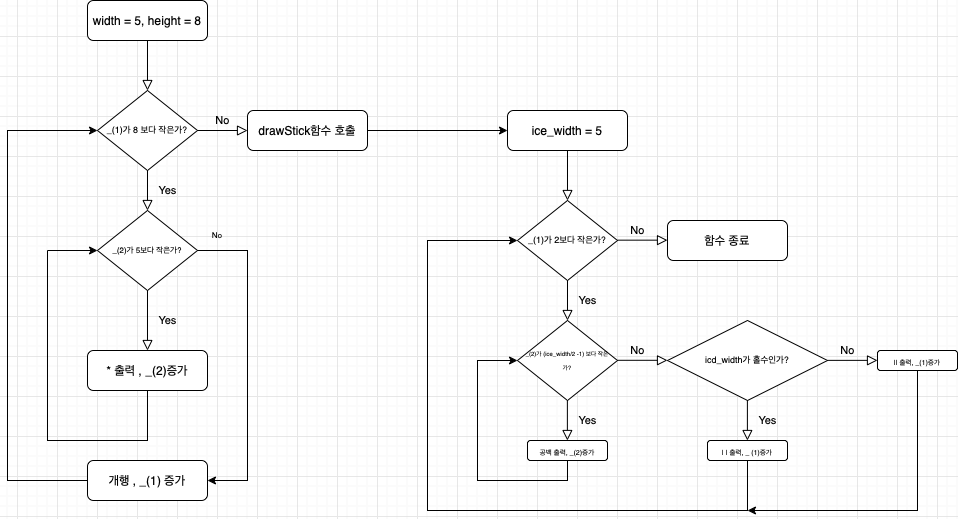 width = 5, height = 8
_(1)가 8 보다 작은가?
No
drawStick함수 호출
ice_width = 5
Yes
_(2)가 5보다 작은가?
No
_(1)가 2보다 작은가?
No
함수 종료
Yes
Yes
_(2)가 (ice_width/2 -1) 보다 작은
가?
No
icd_width가 홀수인가?
No
|| 출력, _(1)증가
* 출력 , _(2)증가
Yes
Yes
공백 출력, _(2)증가
| | 출력, _ (1)증가
개행 , _(1) 증가